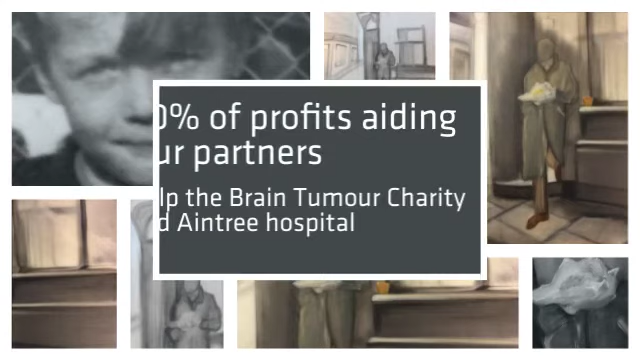 0% of profits aiding
ur partners
lp the Brain Tumour Charity
d Aintree hospital